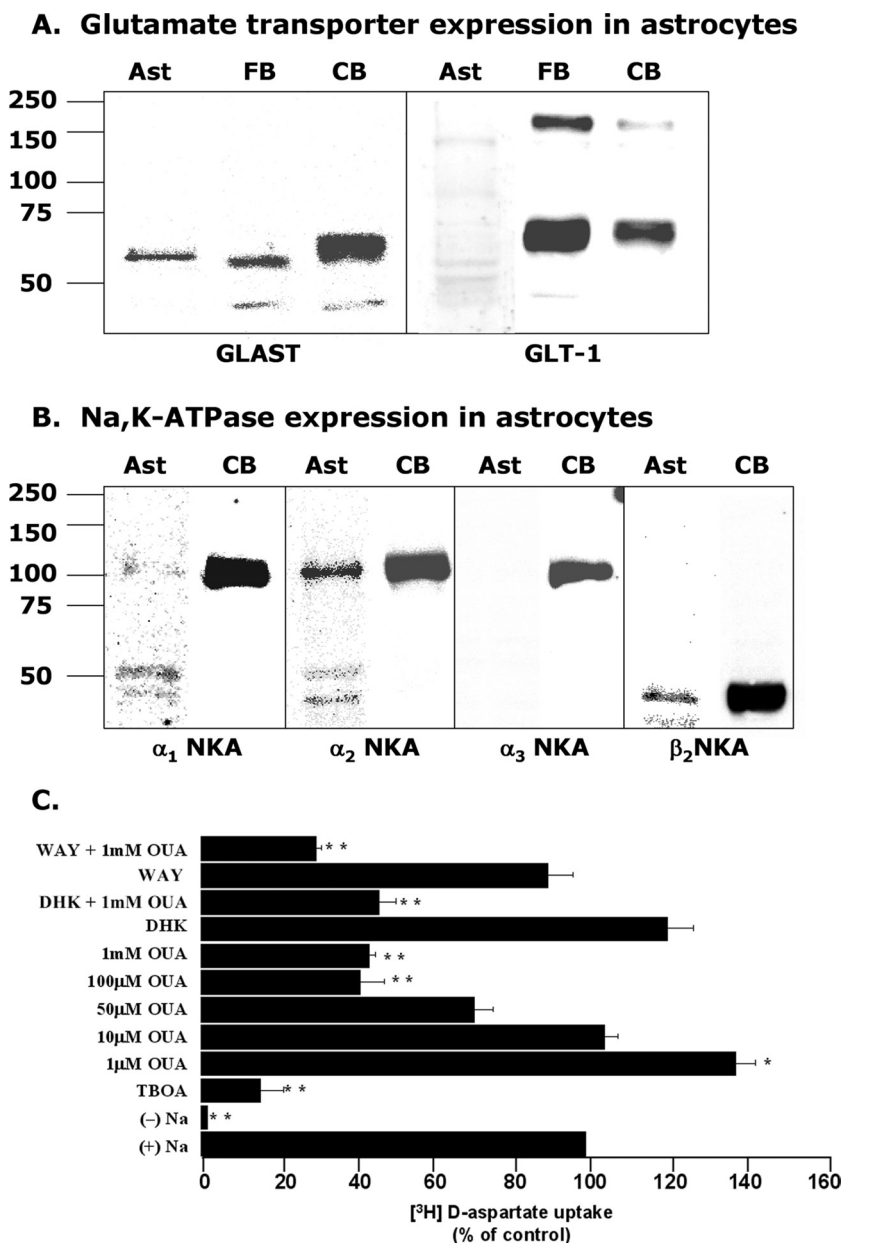 A. Glutamate transporter expression in astrocytes
Ast FB CB Ast FB CB
250
150
100
75
50
GLAST GLT-1
B. Na,K-ATPase expression in astrocytes
Ast CB Ast CB Ast CB Ast CB
250
150
100
75
50
α₁ NKA α₂ NKA α₃ NKA β₂NKA
C.
WAY + 1mM OUA **
WAY
DHK + 1mM OUA **
DHK
1mM OUA **
100µM OUA **
50µM OUA
10µM OUA
1µM OUA *
TBOA **
(–) Na **
(+) Na
0 20 40 60 80 100 120 140 160
[³H] D-aspartate uptake
(% of control)